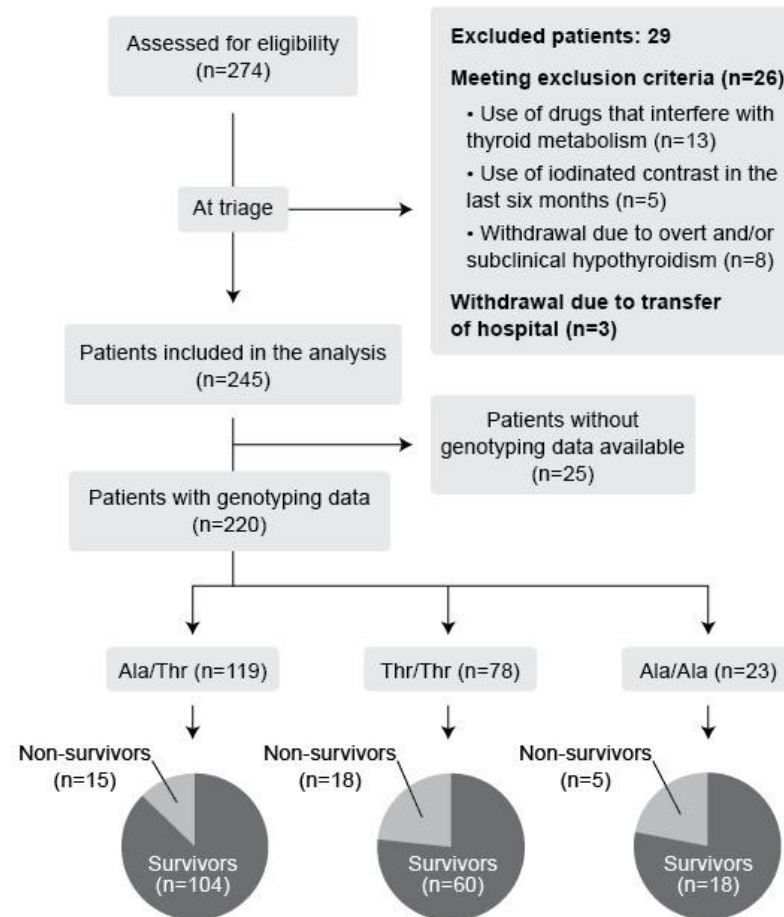 Assessed for eligibility
(n=274)
Excluded patients: 29
Meeting exclusion criteria (n=26)
• Use of drugs that interfere with
thyroid metabolism (n=13)
• Use of iodinated contrast in the
last six months (n=5)
• Withdrawal due to overt and/or
subclinical hypothyroidism (n=8)
Withdrawal due to transfer
of hospital (n=3)
At triage
Patients included in the analysis
(n=245)
Patients without
genotyping data available
(n=25)
Patients with genotyping data
(n=220)
Ala/Thr (n=119)
Thr/Thr (n=78)
Ala/Ala (n=23)
Non-survivors
(n=15)
Non-survivors
(n=18)
Non-survivors
(n=5)
Survivors
(n=104)
Survivors
(n=60)
Survivors
(n=18)